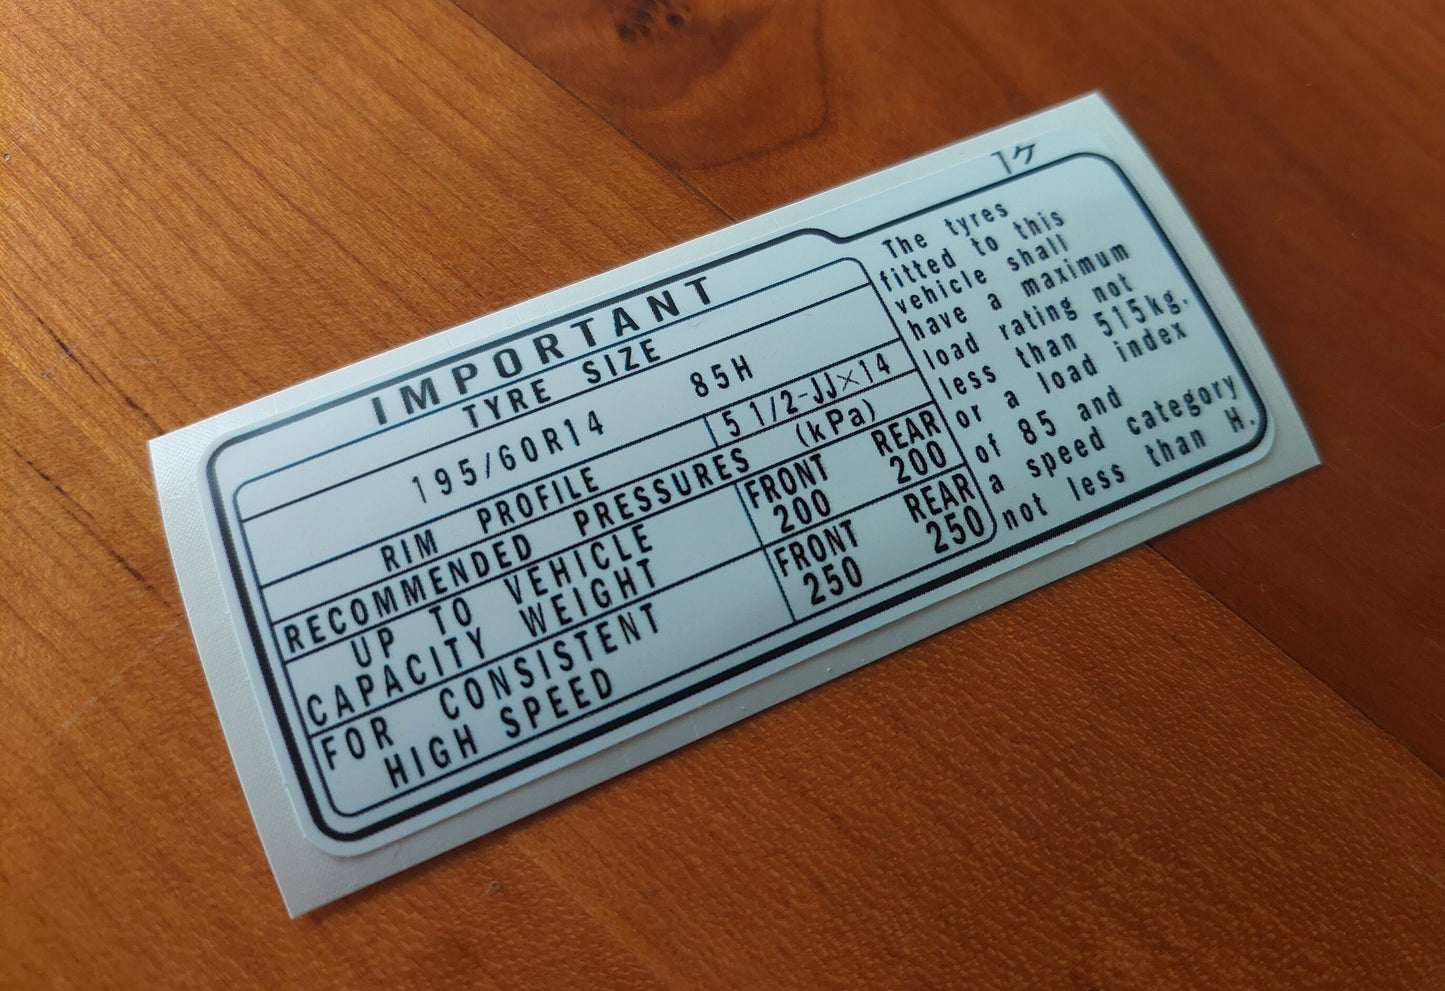 1ケ
IMPORTANT
TYRE SIZE
195/60R14 85H
RIM PROFILE 5 1/2-JJ×14
RECOMMENDED PRESSURES (kPa)
UP TO VEHICLE
CAPACITY WEIGHT
FRONT REAR
200 200
FOR CONSISTENT
HIGH SPEED
FRONT REAR
250 250
The tyres
fitted to this
vehicle shall
have a maximum
load rating not
less than 515kg.
or a load index
of 85 and
a speed category
not less than H.